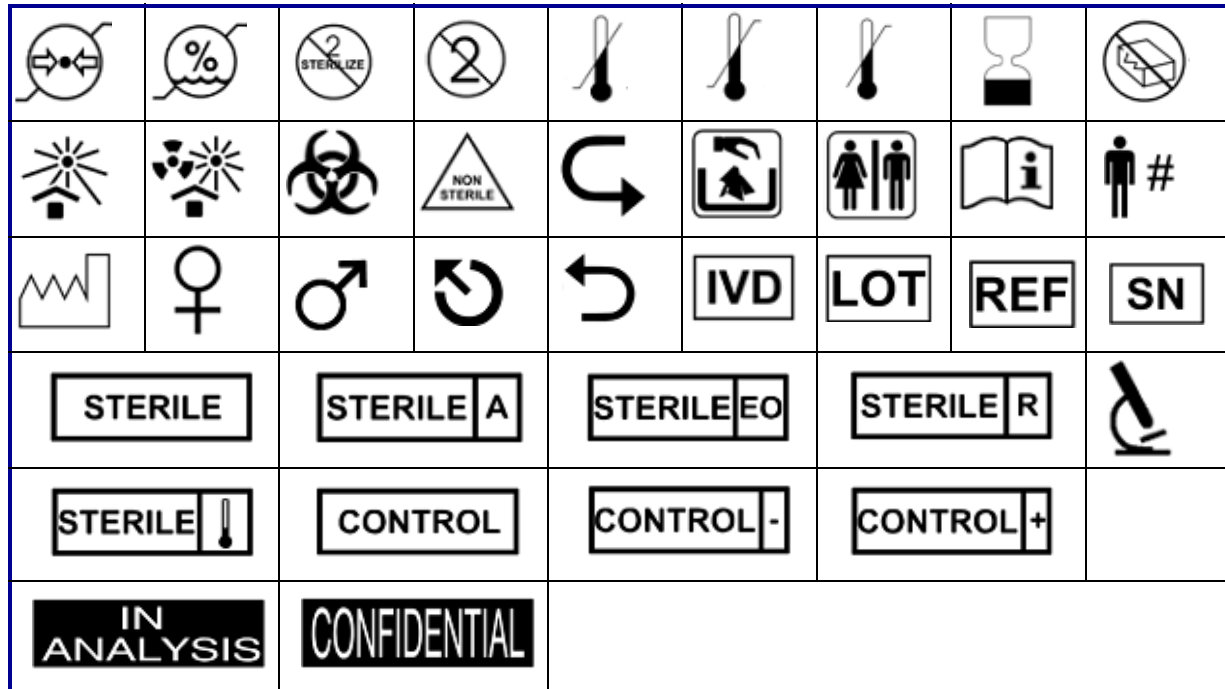 %
2
STERILIZE
2
NON
STERILE
i
#
IVD
LOT
REF
SN
STERILE
STERILE A
STERILE EO
STERILE R
STERILE
CONTROL
CONTROL -
CONTROL +
IN
ANALYSIS
CONFIDENTIAL